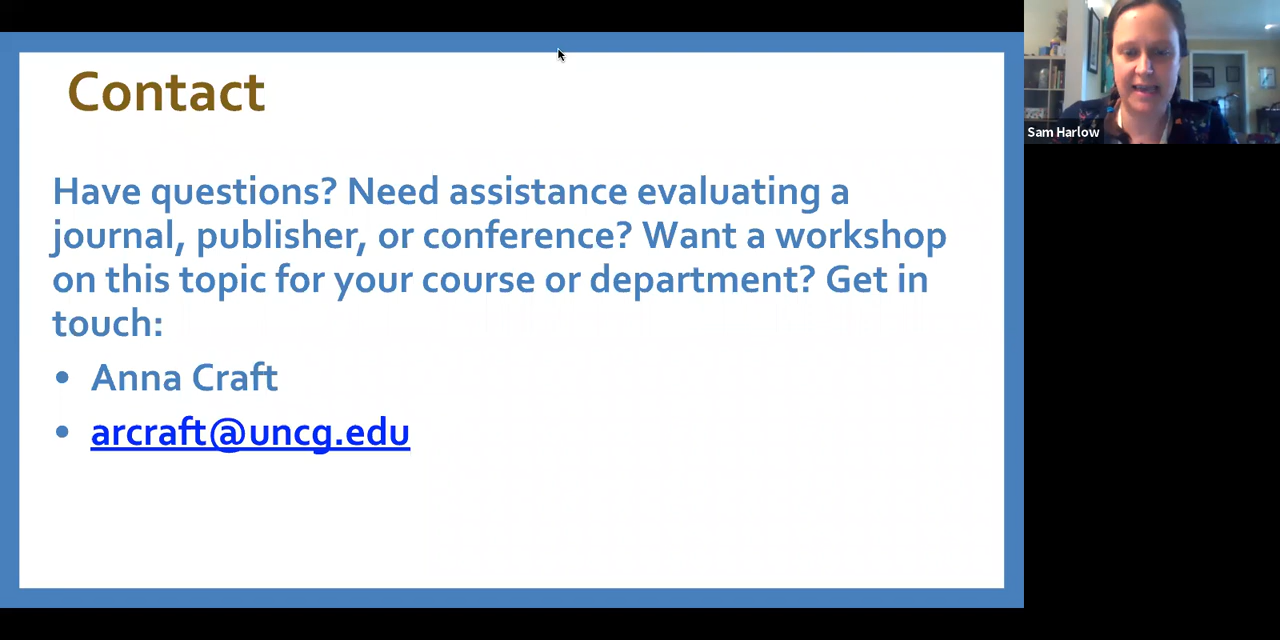 Contact
Have questions? Need assistance evaluating a
journal, publisher, or conference? Want a workshop
on this topic for your course or department? Get in
touch:
• Anna Craft
• arcraft@uncg.edu
Sam Harlow